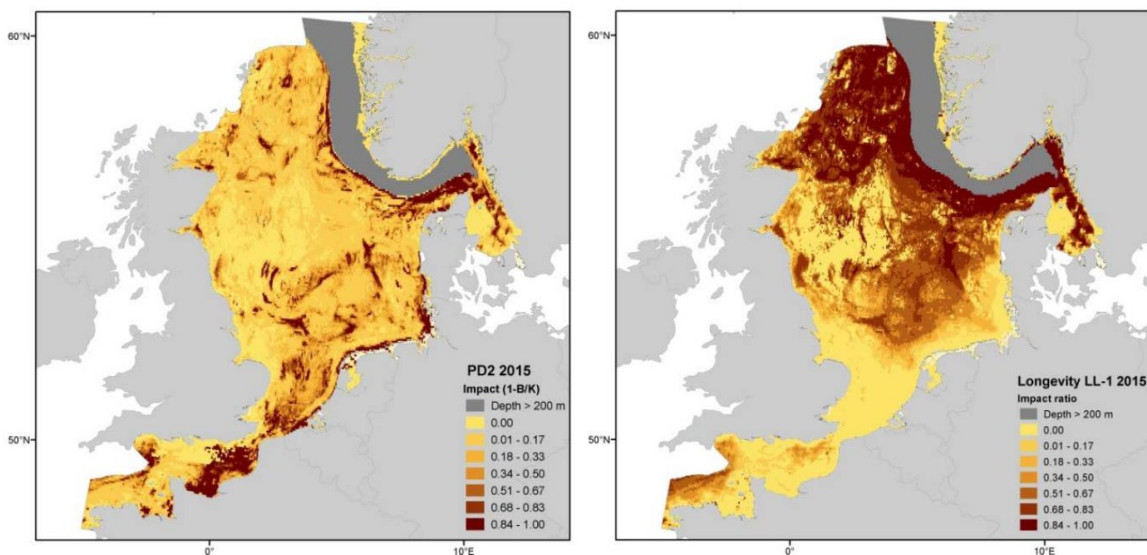 60°N
50°N
PD2 2015
Impact (1-B/K)
Depth > 200 m
0.00
0.01 - 0.17
0.18 - 0.33
0.34 - 0.50
0.51 - 0.67
0.68 - 0.83
0.84 - 1.00
0°
10°E
60°N
50°N
Longevity LL-1 2015
Impact ratio
Depth > 200 m
0.00
0.01 - 0.17
0.18 - 0.33
0.34 - 0.50
0.51 - 0.67
0.68 - 0.83
0.84 - 1.00
0°
10°E